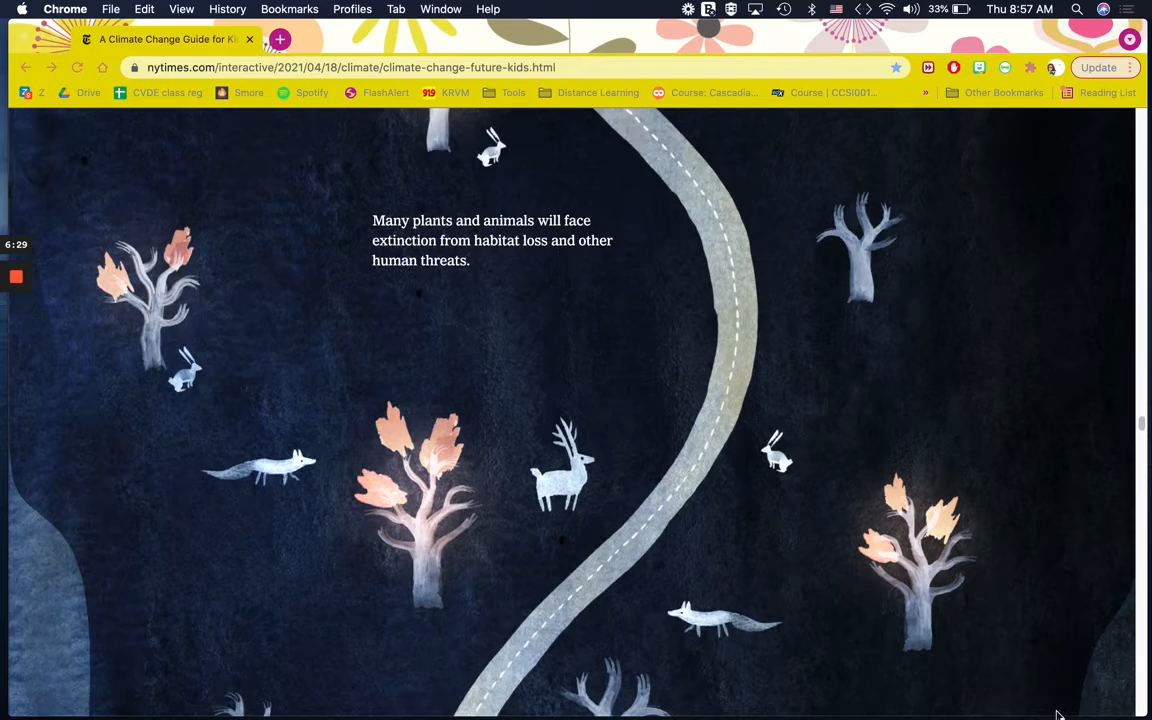 Chrome File Edit View History Bookmarks Profiles Tab Window Help 33% Thu 8:57 AM
A Climate Change Guide for Ki
nytimes.com/interactive/2021/04/18/climate/climate-change-future-kids.html Update
Z Drive CVDE class reg Smore Spotify FlashAlert 919 KRVM Tools Distance Learning Course: Cascadia... Course | CCSI001... » Other Bookmarks Reading List
Many plants and animals will face
extinction from habitat loss and other
human threats.
6:29